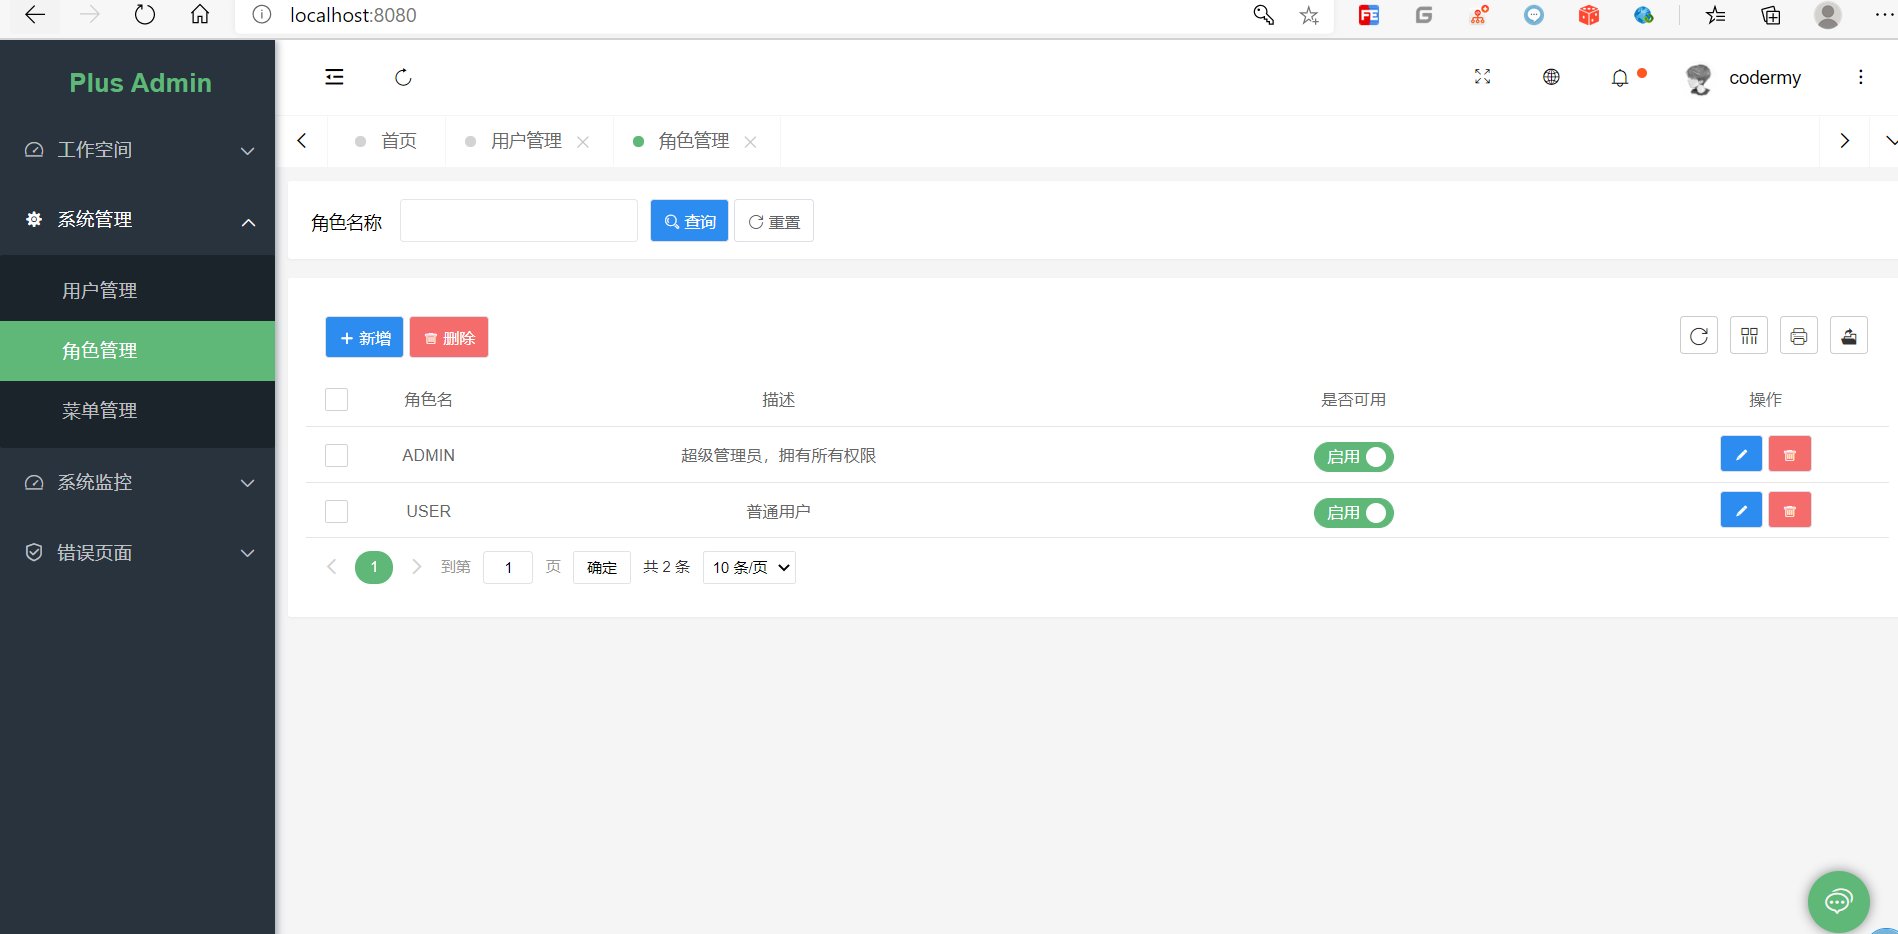 localhost:8080
FE
G
Plus Admin
codermy
首页
用户管理
角色管理
工作空间
系统管理
用户管理
角色管理
菜单管理
系统监控
错误页面
角色名称
查询
重置
新增
删除
角色名 描述 是否可用 操作
ADMIN 超级管理员，拥有所有权限 启用
USER 普通用户 启用
1 到第 1 页 确定 共 2 条 10 条/页